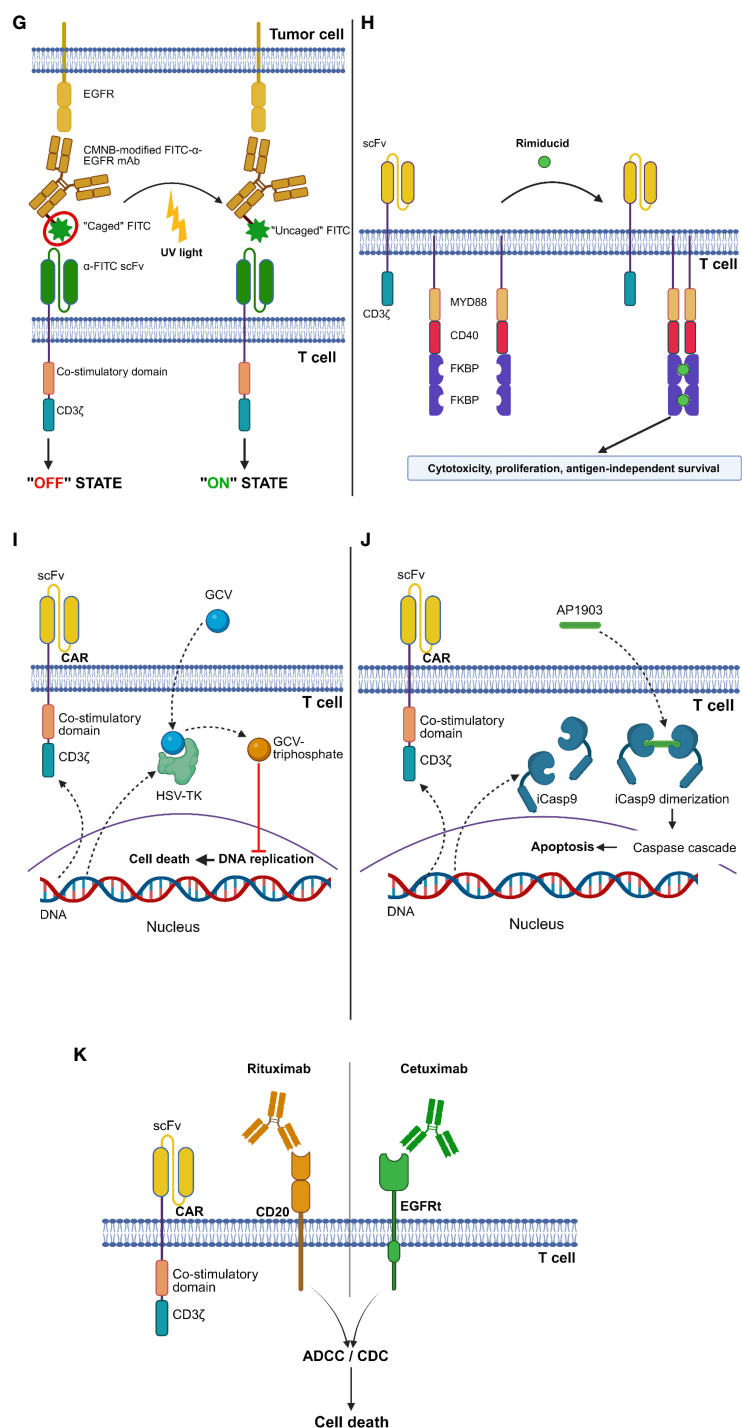 G
Tumor cell
EGFR
CMNB-modified FITC-α-
EGFR mAb
"Caged" FITC
"Uncaged" FITC
UV light
α-FITC scFv
T cell
Co-stimulatory domain
CD3ζ
"OFF" STATE
"ON" STATE
H
scFv
Rimiducid
T cell
CD3ζ
MYD88
CD40
FKBP
FKBP
Cytotoxicity, proliferation, antigen-independent survival
I
scFv
GCV
CAR
T cell
Co-stimulatory
domain
CD3ζ
HSV-TK
GCV-
triphosphate
Cell death
DNA replication
DNA
Nucleus
J
scFv
AP1903
CAR
T cell
Co-stimulatory
domain
CD3ζ
iCasp9
iCasp9 dimerization
Apoptosis
Caspase cascade
DNA
Nucleus
K
Rituximab
Cetuximab
scFv
CAR
CD20
EGFRt
T cell
Co-stimulatory
domain
CD3ζ
ADCC / CDC
Cell death